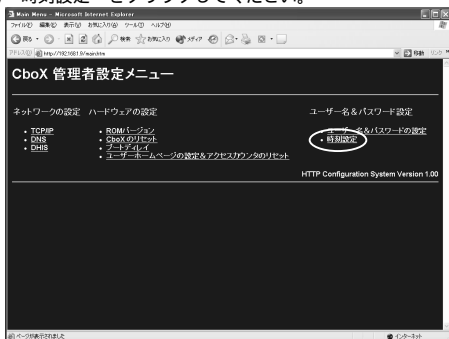 "時刻設定" をクリックしてください。
Main Menu - Microsoft Internet Explorer
ファイル(F) 編集(E) 表示(V) お気に入り(A) ツール(T) ヘルプ(H)
戻る 検索 お気に入り メディア
アドレス(D) http://192.168.1.9/main.htm 移動 リンク
CboX 管理者設定メニュー
ネットワークの設定 ハードウェアの設定 ユーザー名＆パスワード設定
・TCP/IP ・ROMバージョン ・ユーザー名＆パスワードの設定
・DNS ・CboX のリセット ・時刻設定
・DHIS ・ブートディレイ
・ユーザーホームページの設定＆アクセスカウンタのリセット
HTTP Configuration System Version 1.00
ページが表示されました インターネット